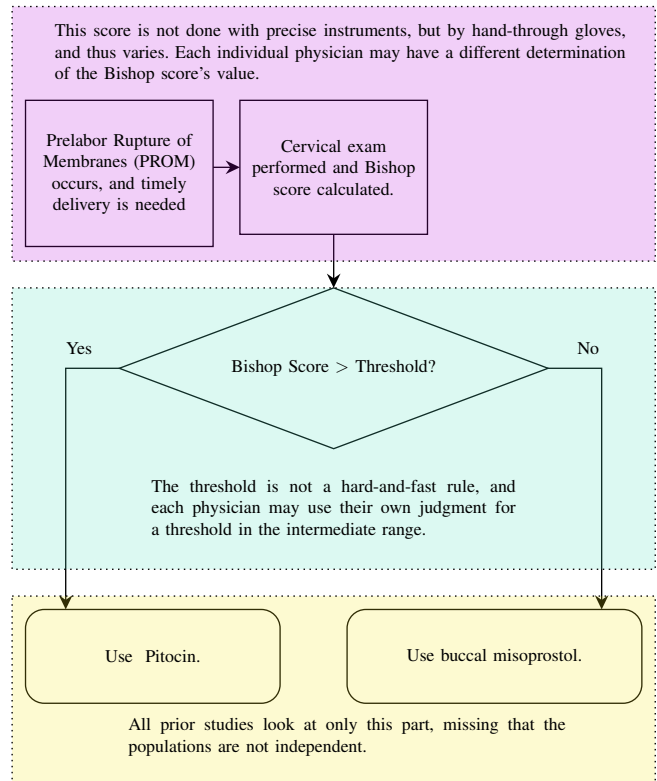 This score is not done with precise instruments, but by hand-through gloves,
and thus varies. Each individual physician may have a different determination
of the Bishop score's value.
Prelabor Rupture of
Membranes (PROM)
occurs, and timely
delivery is needed
Cervical exam
performed and Bishop
score calculated.
Yes
No
Bishop Score > Threshold?
The threshold is not a hard-and-fast rule, and
each physician may use their own judgment for
a threshold in the intermediate range.
Use Pitocin.
Use buccal misoprostol.
All prior studies look at only this part, missing that the
populations are not independent.